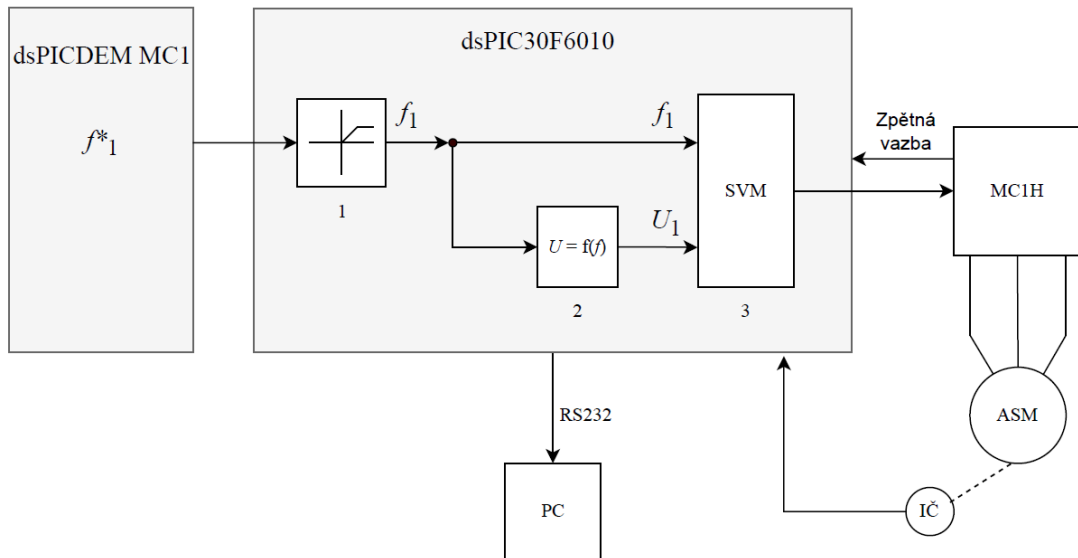 dsPICDEM MC1
f*1
dsPIC30F6010
1
f1
f1
U = f(f)
2
U1
SVM
3
Zpětná
vazba
MC1H
ASM
IČ
RS232
PC